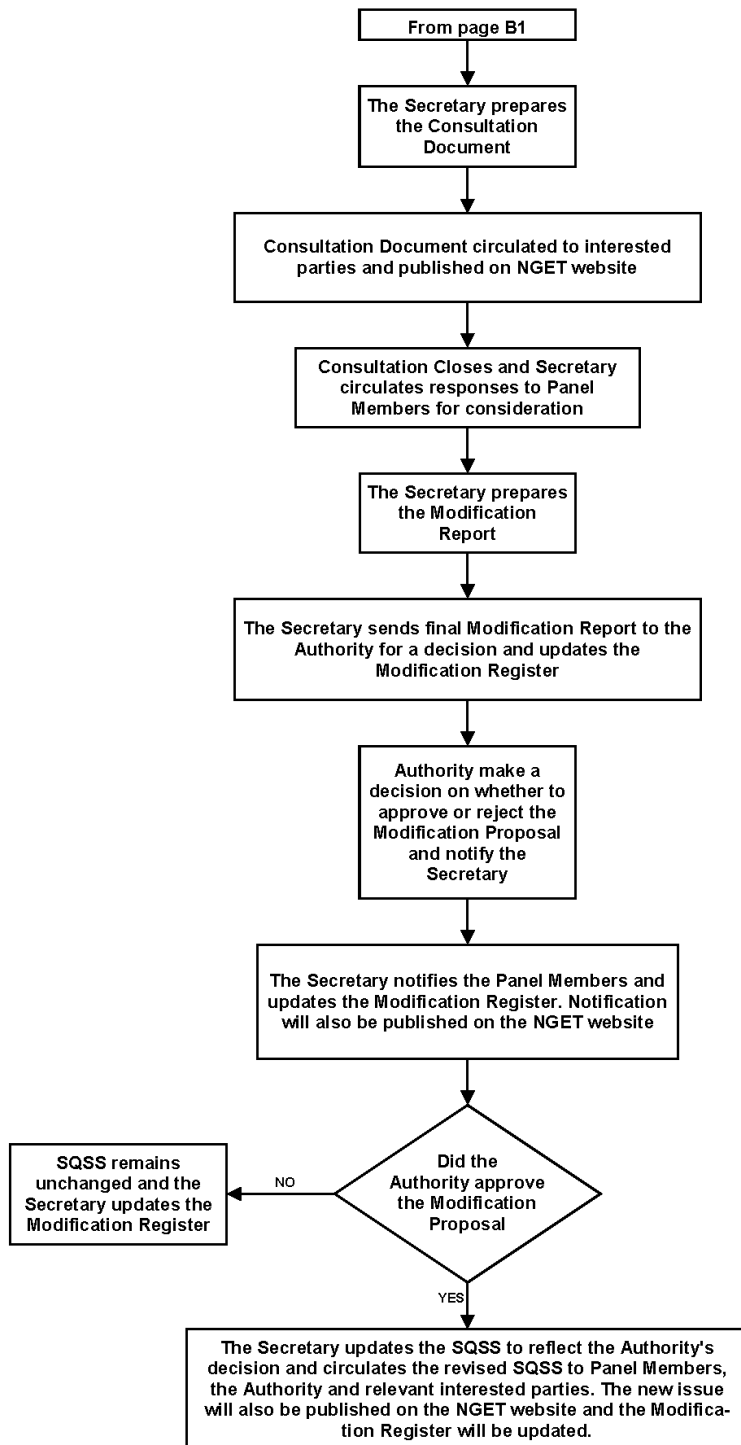 From page B1
The Secretary prepares
the Consultation
Document
Consultation Document circulated to interested
parties and published on NGET website
Consultation Closes and Secretary
circulates responses to Panel
Members for consideration
The Secretary prepares
the Modification
Report
The Secretary sends final Modification Report to the
Authority for a decision and updates the
Modification Register
Authority make a
decision on whether to
approve or reject the
Modification Proposal
and notify the
Secretary
The Secretary notifies the Panel Members and
updates the Modification Register. Notification
will also be published on the NGET website
Did the
Authority approve
the Modification
Proposal
NO
SQSS remains
unchanged and the
Secretary updates the
Modification Register
YES
The Secretary updates the SQSS to reflect the Authority's
decision and circulates the revised SQSS to Panel Members,
the Authority and relevant interested parties. The new issue
will also be published on the NGET website and the Modifica-
tion Register will be updated.